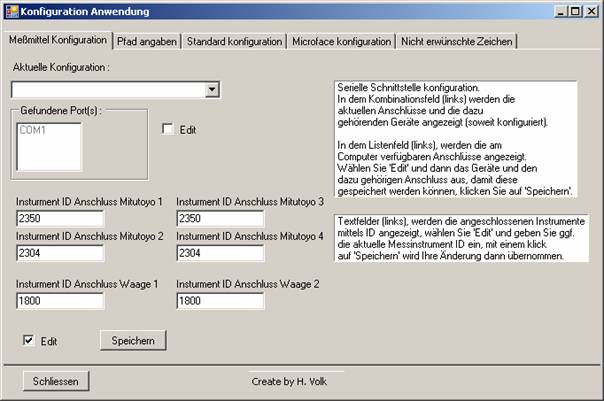 Konfiguration Anwendung
Meßmittel Konfiguration Pfad angaben Standard konfiguration Microface konfiguration Nicht erwünschte Zeichen
Aktuelle Konfiguration :
Gefundene Port(s) :
COM1
Edit
Serielle Schnittstelle konfiguration.
In dem Kombinationsfeld (links) werden die
aktuellen Anschlüsse und die dazu
gehörenden Geräte angezeigt (soweit konfiguriert).
In dem Listenfeld (links), werden die am
Computer verfügbaren Anschlüsse angezeigt.
Wählen Sie 'Edit' und dann das Geräte und den
dazu gehörigen Anschluss aus, damit diese
gespeichert werden können, klicken Sie auf 'Speichern'.
Insturment ID Anschluss Mitutoyo 1 Insturment ID Anschluss Mitutoyo 3
2350 2350
Insturment ID Anschluss Mitutoyo 2 Insturment ID Anschluss Mitutoyo 4
2304 2304
Textfelder (links), werden die angeschlossenen Instrumente
mittels ID angezeigt, wählen Sie 'Edit' und geben Sie ggf.
die aktuelle Messinstrument ID ein, mit einem klick
auf 'Speichern' wird Ihre Änderung dann übernommen.
Insturment ID Anschluss Waage 1 Insturment ID Anschluss Waage 2
1800 1800
Edit Speichern
Schliessen Create by H. Volk